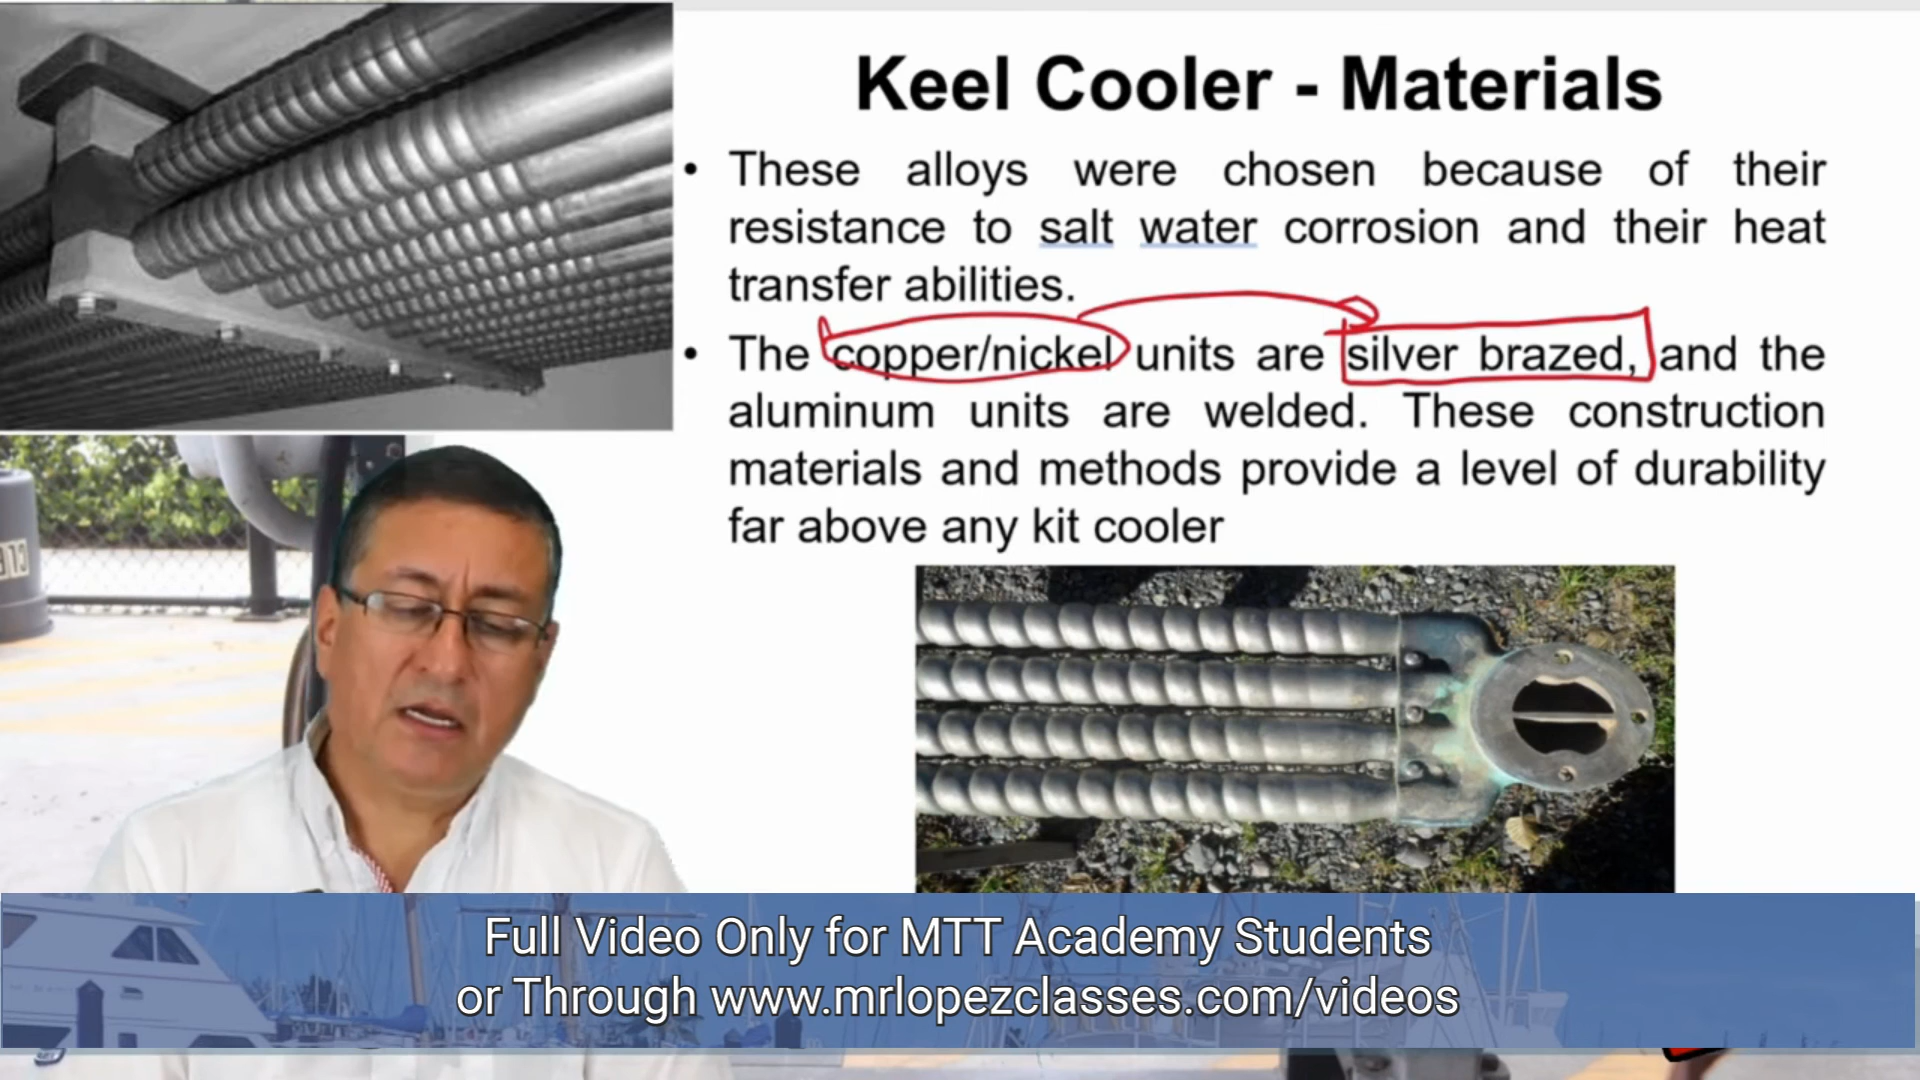 Keel Cooler - Materials
• These alloys were chosen because of their
resistance to salt water corrosion and their heat
transfer abilities.
• The copper/nickel units are silver brazed, and the
aluminum units are welded. These construction
materials and methods provide a level of durability
far above any kit cooler
Full Video Only for MTT Academy Students
or Through www.mrlopezclasses.com/videos